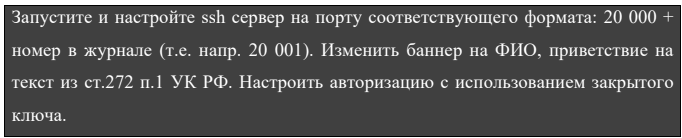 Запустите и настройте ssh сервер на порту соответствующего формата: 20 000 +
номер в журнале (т.е. напр. 20 001). Изменить баннер на ФИО, приветствие на
текст из ст.272 п.1 УК РФ. Настроить авторизацию с использованием закрытого
ключа.